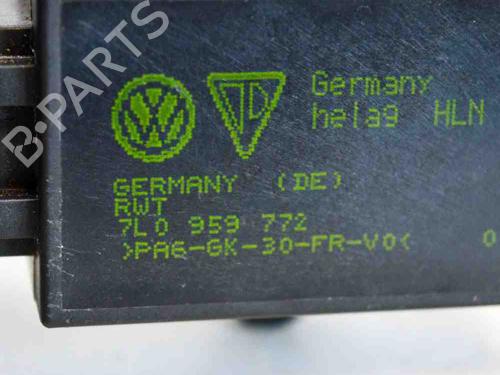 Germany
helag HLN
GERMANY (DE)
RWT
7L0 959 772
>PA6-GK-30-FR-V0< 0
B-PARTS